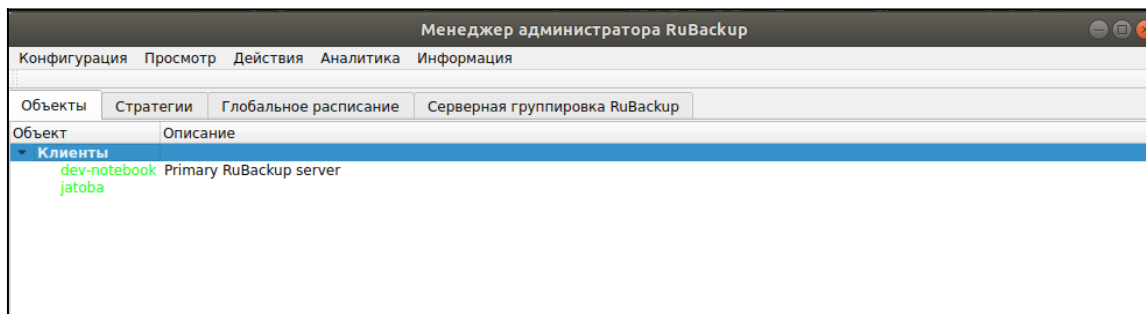 Менеджер администратора RuBackup
Конфигурация Просмотр Действия Аналитика Информация
Объекты Стратегии Глобальное расписание Серверная группировка RuBackup
Объект Описание
Клиенты
dev-notebook Primary RuBackup server
jatoba